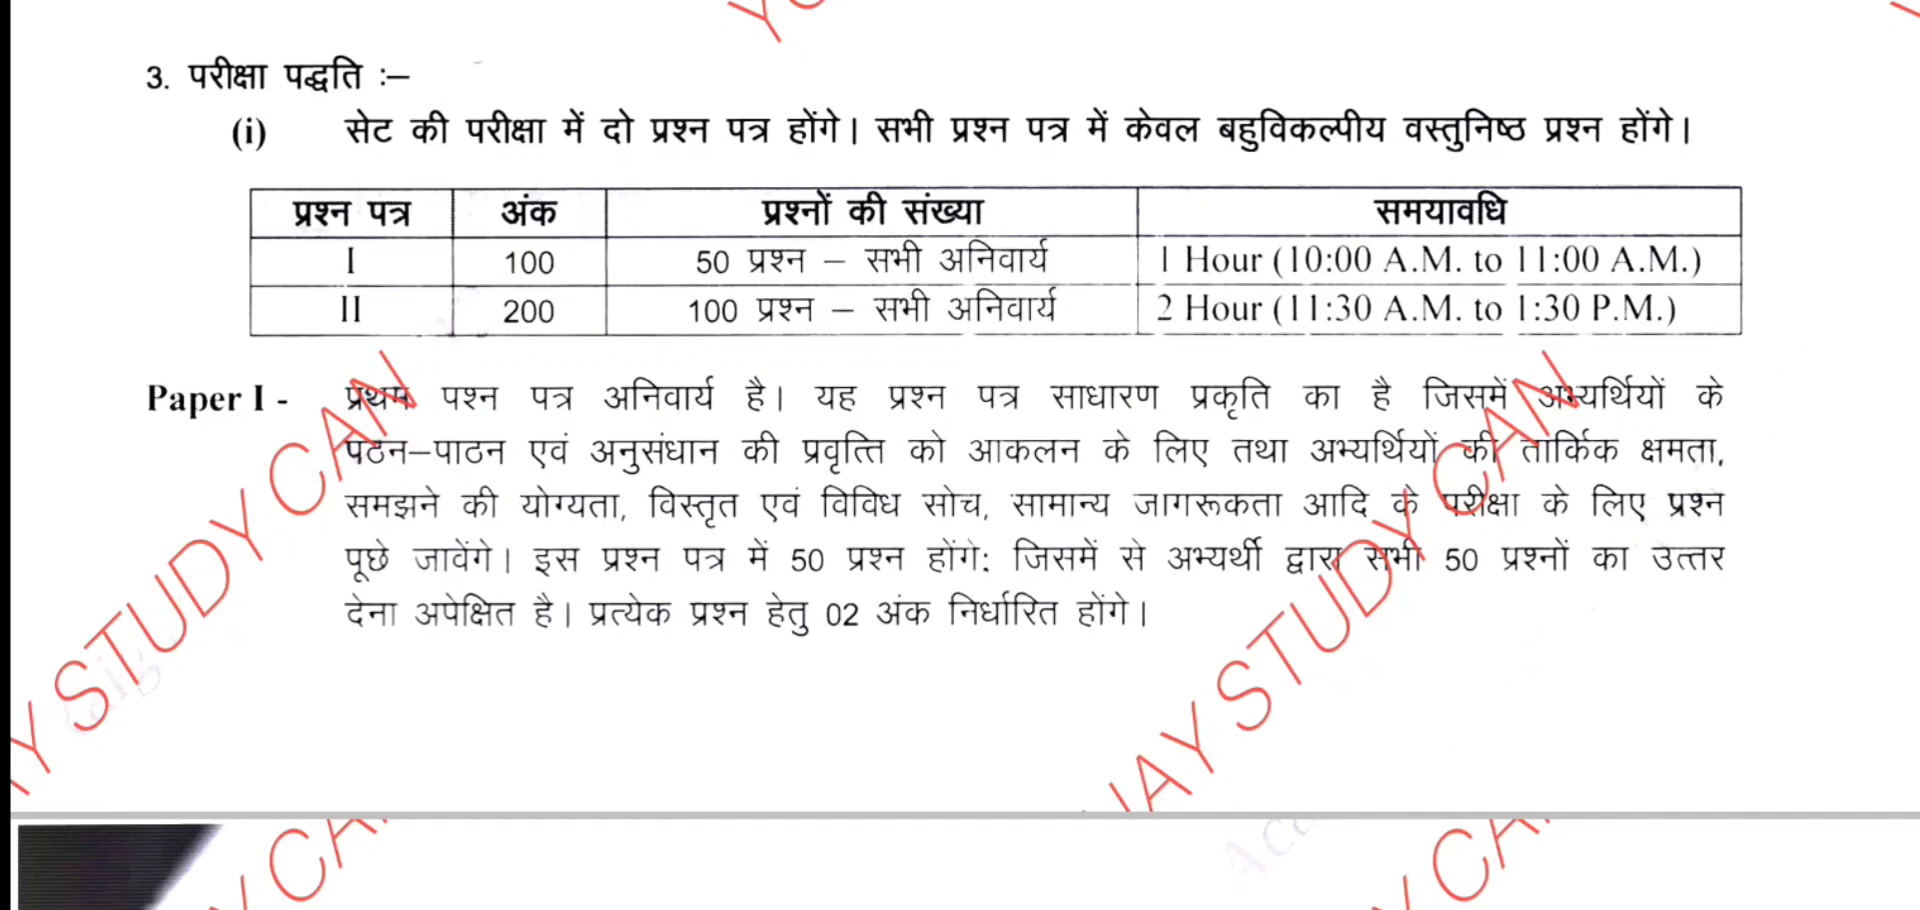 3. परीक्षा पद्धति :–
(i) सेट की परीक्षा में दो प्रश्न पत्र होंगे। सभी प्रश्न पत्र में केवल बहुविकल्पीय वस्तुनिष्ठ प्रश्न होंगे।
प्रश्न पत्र अंक प्रश्नों की संख्या समयावधि
I 100 50 प्रश्न – सभी अनिवार्य 1 Hour (10:00 A.M. to 11:00 A.M.)
II 200 100 प्रश्न – सभी अनिवार्य 2 Hour (11:30 A.M. to 1:30 P.M.)
Paper I - प्रथम पश्न पत्र अनिवार्य है। यह प्रश्न पत्र साधारण प्रकृति का है जिसमें अभ्यर्थियों के
पठन–पाठन एवं अनुसंधान की प्रवृत्ति को आकलन के लिए तथा अभ्यर्थियों की तार्किक क्षमता,
समझने की योग्यता, विस्तृत एवं विविध सोच, सामान्य जागरूकता आदि के परीक्षा के लिए प्रश्न
पूछे जावेंगे। इस प्रश्न पत्र में 50 प्रश्न होंगे; जिसमें से अभ्यर्थी द्वारा सभी 50 प्रश्नों का उत्तर
देना अपेक्षित है। प्रत्येक प्रश्न हेतु 02 अंक निर्धारित होंगे।
Y STUDY CAN
JAY STUDY CAN
Y CAN
Y CAN